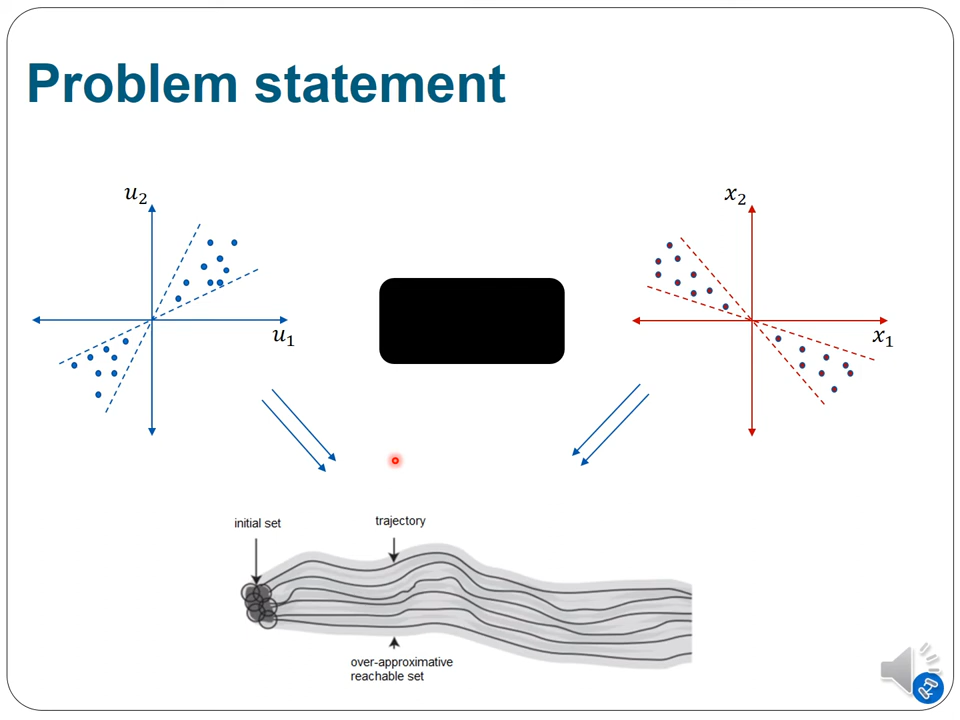 Problem statement
u₂
x₂
u₁
x₁
initial set
trajectory
over-approximative
reachable set